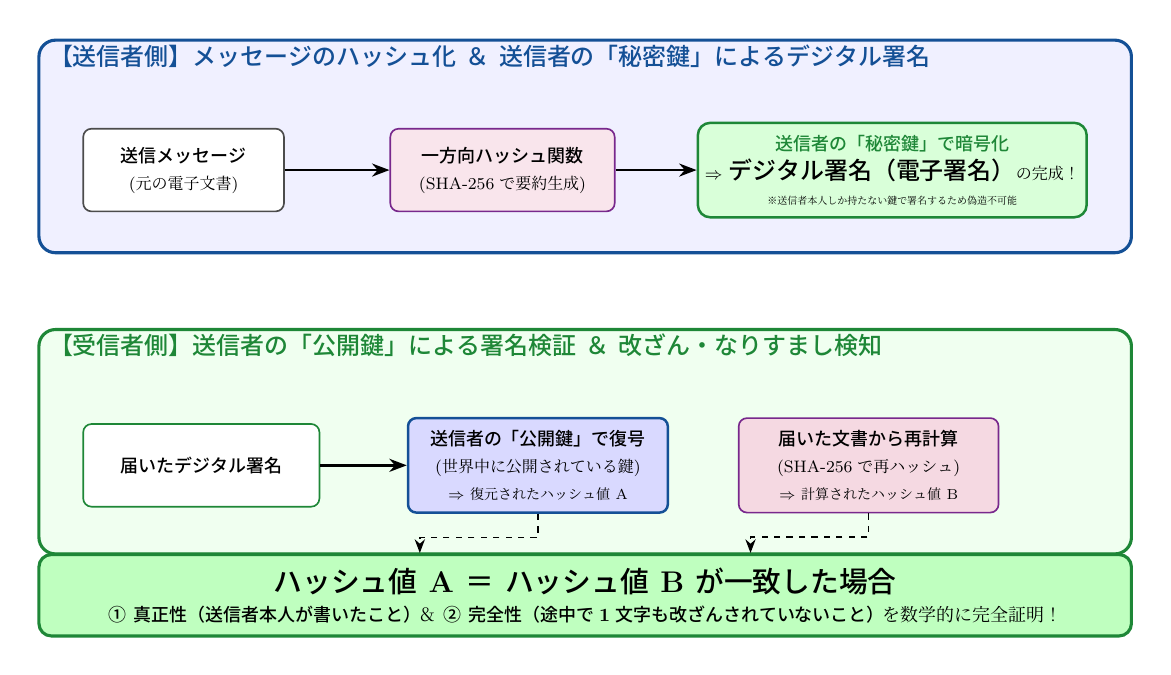 【送信者側】メッセージのハッシュ化 & 送信者の「秘密鍵」によるデジタル署名
送信メッセージ
(元の電子文書)
一方向ハッシュ関数
(SHA-256 で要約生成)
送信者の「秘密鍵」で暗号化
⇒ デジタル署名（電子署名）の完成！
※送信者本人しか持たない鍵で署名するため偽造不可能
【受信者側】送信者の「公開鍵」による署名検証 & 改ざん・なりすまし検知
届いたデジタル署名
送信者の「公開鍵」で復号
(世界中に公開されている鍵)
⇒ 復元されたハッシュ値 A
届いた文書から再計算
(SHA-256 で再ハッシュ)
⇒ 計算されたハッシュ値 B
ハッシュ値 A ＝ ハッシュ値 B が一致した場合
① 真正性（送信者本人が書いたこと）& ② 完全性（途中で 1 文字も改ざんされていないこと）を数学的に完全証明！